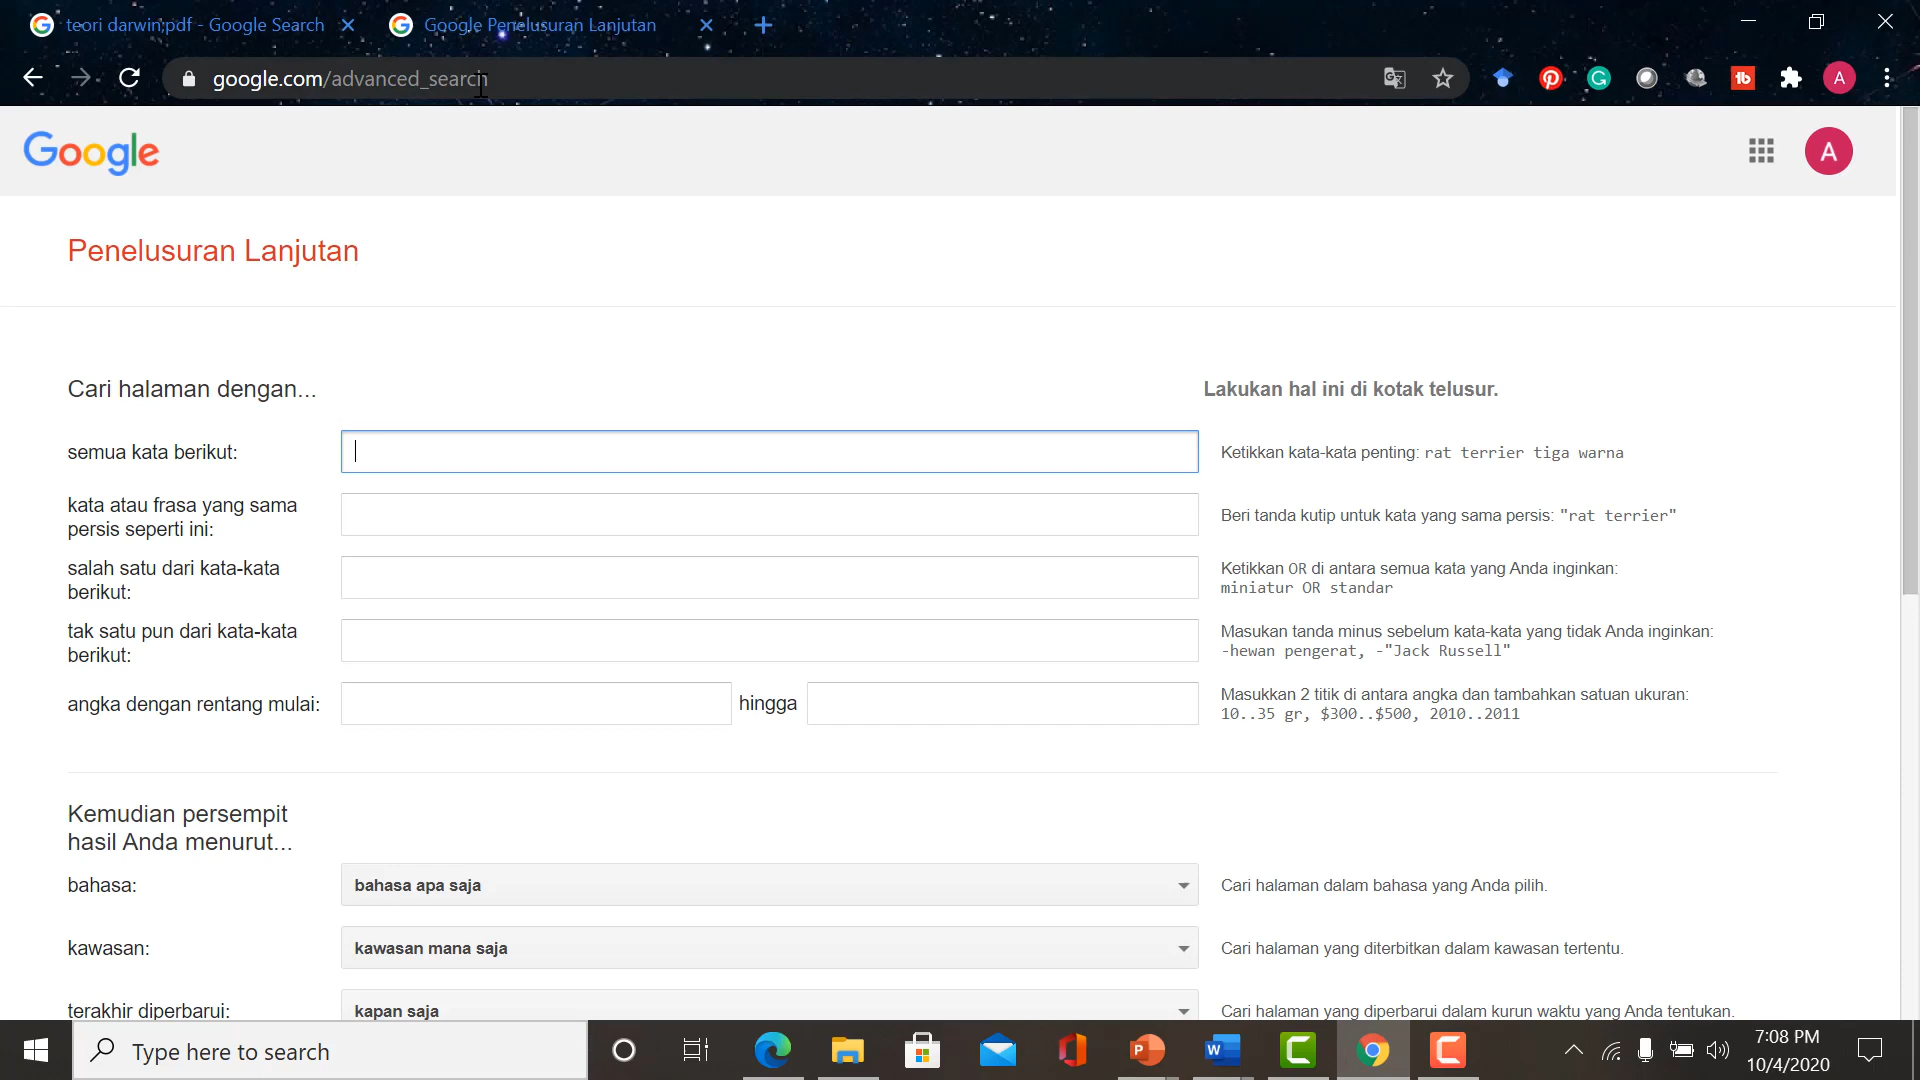 teori darwin;pdf - Google Search
Google Penelusuran Lanjutan
google.com/advanced_search
A
Google
A
Penelusuran Lanjutan
Cari halaman dengan...
Lakukan hal ini di kotak telusur.
semua kata berikut:
Ketikkan kata-kata penting: rat terrier tiga warna
kata atau frasa yang sama
persis seperti ini:
Beri tanda kutip untuk kata yang sama persis: "rat terrier"
salah satu dari kata-kata
berikut:
Ketikkan OR di antara semua kata yang Anda inginkan:
miniatur OR standar
tak satu pun dari kata-kata
berikut:
Masukan tanda minus sebelum kata-kata yang tidak Anda inginkan:
-hewan pengerat, -"Jack Russell"
angka dengan rentang mulai:
hingga
Masukkan 2 titik di antara angka dan tambahkan satuan ukuran:
10..35 gr, $300..$500, 2010..2011
Kemudian persempit
hasil Anda menurut...
bahasa:
bahasa apa saja
Cari halaman dalam bahasa yang Anda pilih.
kawasan:
kawasan mana saja
Cari halaman yang diterbitkan dalam kawasan tertentu.
terakhir diperbarui:
kapan saja
Cari halaman yang diperbarui dalam kurun waktu yang Anda tentukan.
Type here to search
7:08 PM
10/4/2020